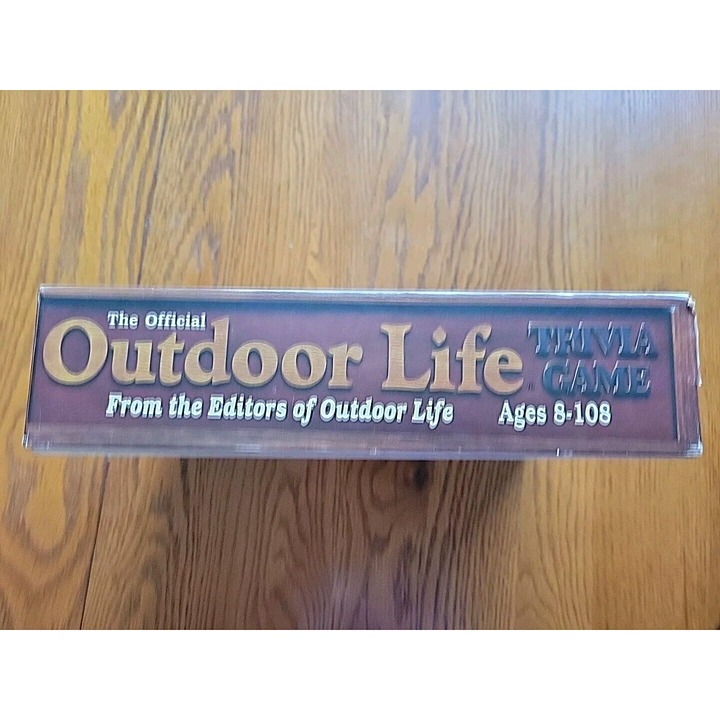 The Official
Outdoor Life
TRIVIA
GAME
From the Editors of Outdoor Life
Ages 8-108